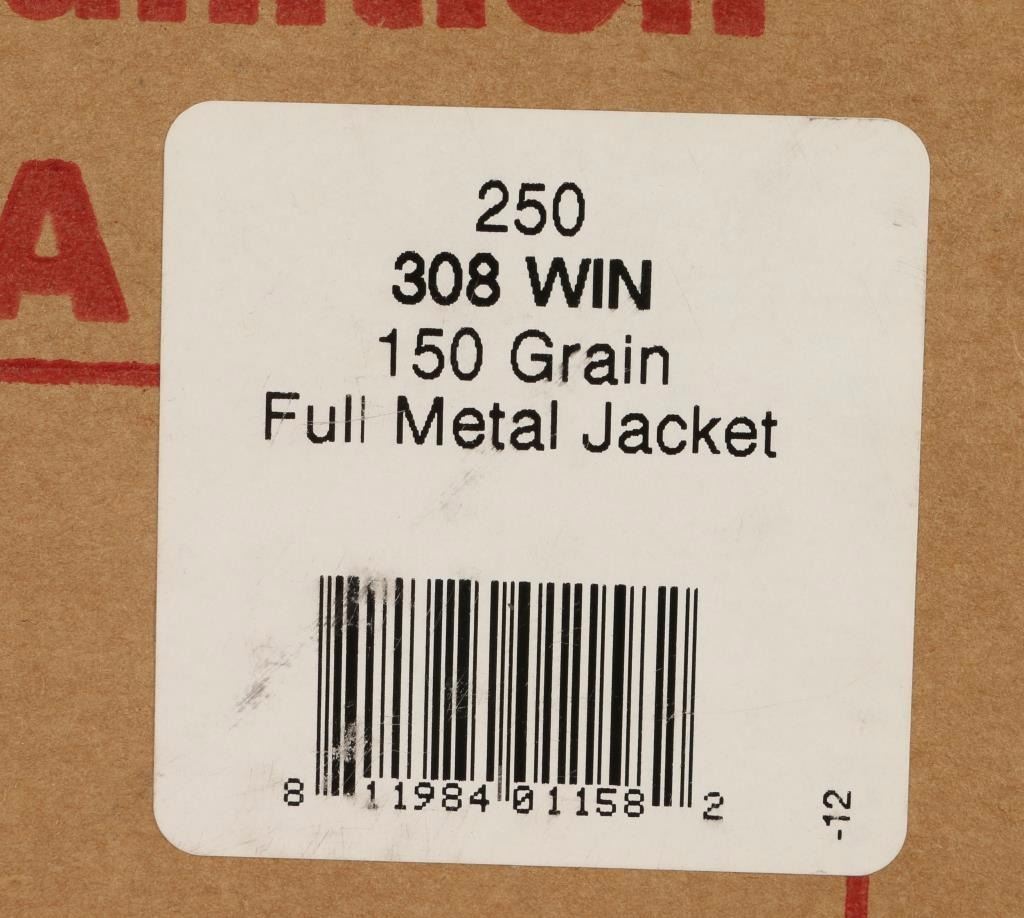 A
250
308 WIN
150 Grain
Full Metal Jacket
8 11984 01158 2
-12